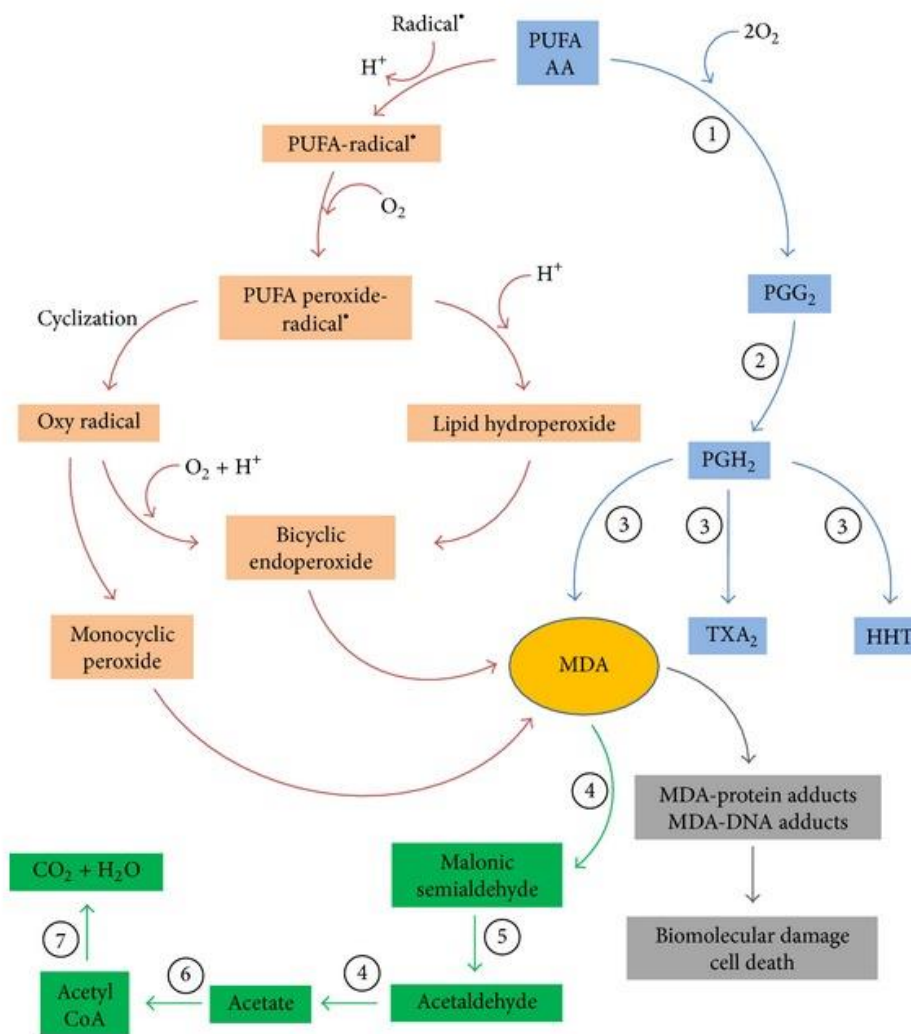 Radical•
H⁺
PUFA
AA
2O₂
1
PUFA-radical•
O₂
PUFA peroxide-
radical•
H⁺
Cyclization
PGG₂
2
Oxy radical
Lipid hydroperoxide
O₂ + H⁺
PGH₂
3
3
3
Bicyclic
endoperoxide
Monocyclic
peroxide
MDA
TXA₂
HHT
4
MDA-protein adducts
MDA-DNA adducts
CO₂ + H₂O
Malonic
semialdehyde
7
5
Biomolecular damage
cell death
6
4
Acetyl
CoA
Acetate
Acetaldehyde